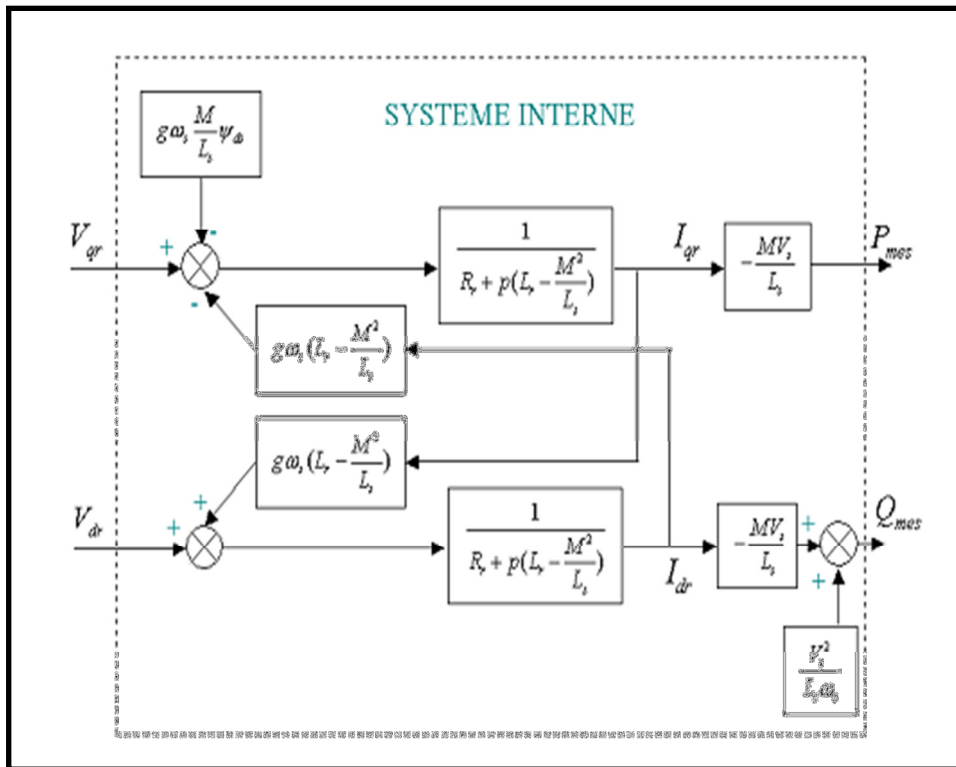 SYSTEME INTERNE
gω_s M/L_s ψ_ds
V_qr
+
-
-
1/(R_r + p(L_r - M²/L_s))
I_qr
-MV_s/L_s
P_mes
gω_s(L_r - M²/L_s)
gω_s(L_r - M²/L_s)
V_dr
+
+
1/(R_r + p(L_r - M²/L_s))
I_dr
-MV_s/L_s
+
+
Q_mes
V_s²/(L_s ω_s)